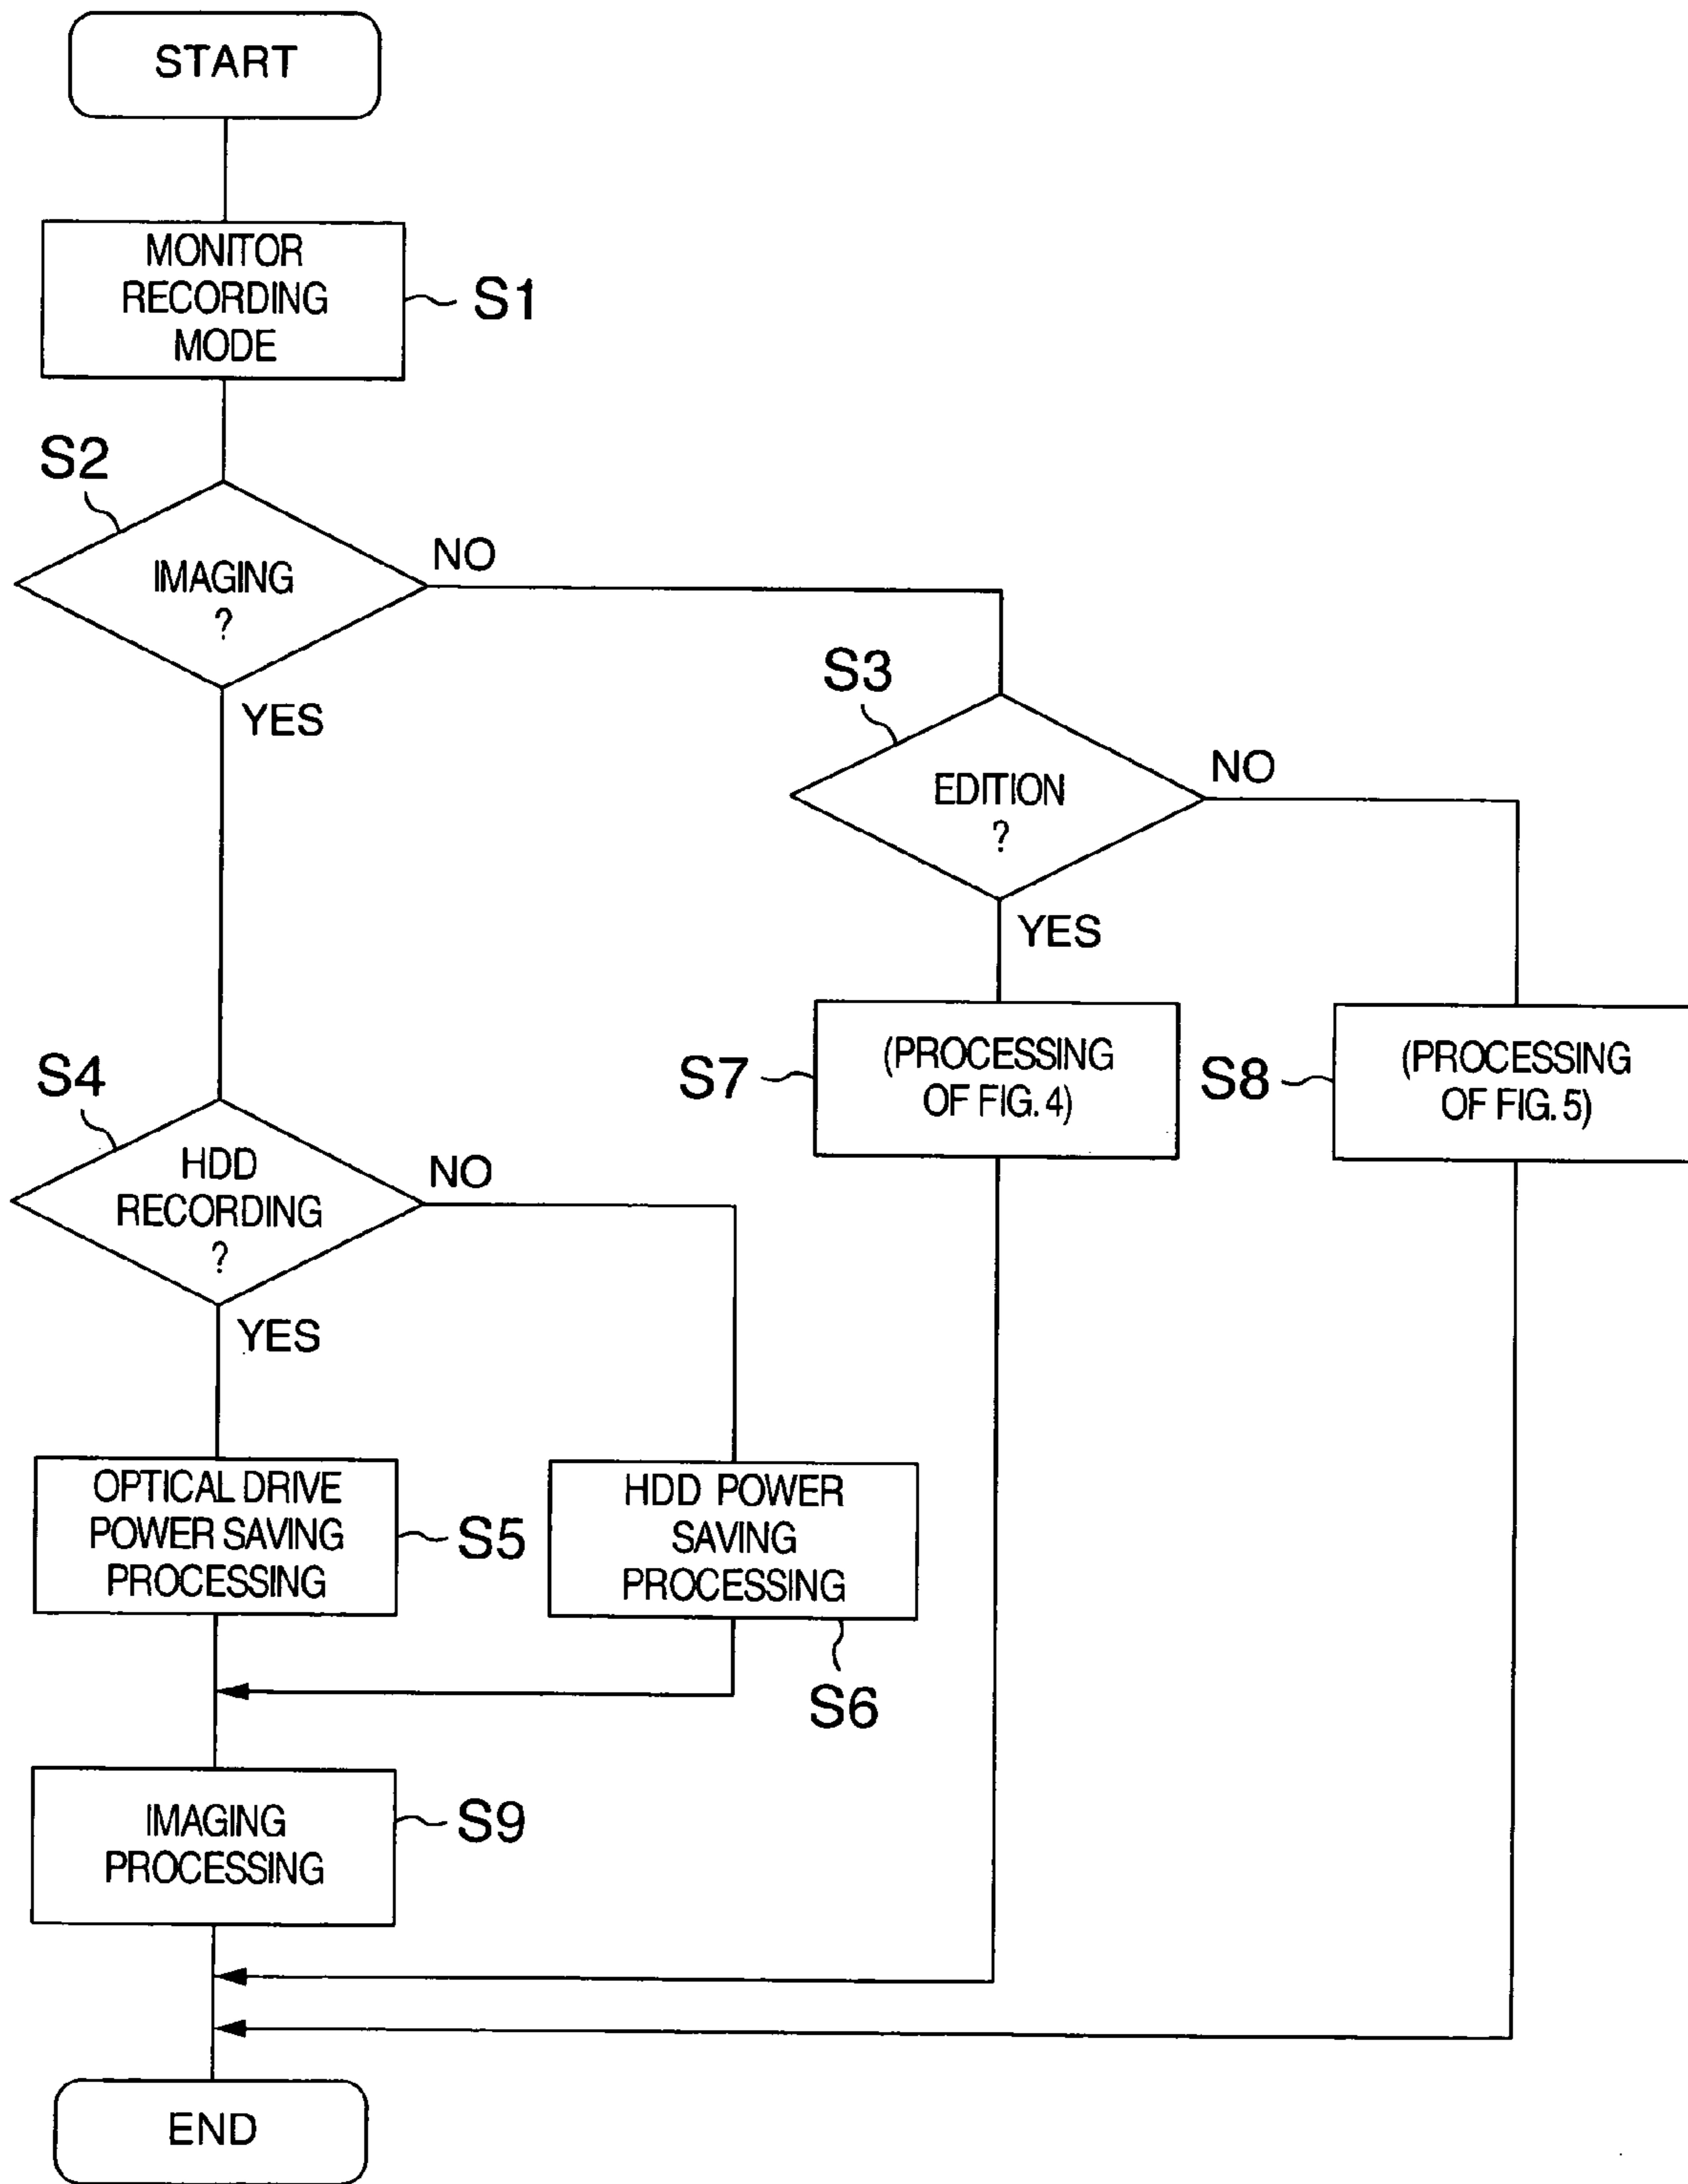 START
MONITOR
RECORDING
MODE
S1
S2
IMAGING
?
NO
YES
S3
EDITION
?
NO
YES
S7
(PROCESSING
OF FIG. 4)
S8
(PROCESSING
OF FIG. 5)
S4
HDD
RECORDING
?
NO
YES
OPTICAL DRIVE
POWER SAVING
PROCESSING
S5
HDD POWER
SAVING
PROCESSING
S6
IMAGING
PROCESSING
S9
END